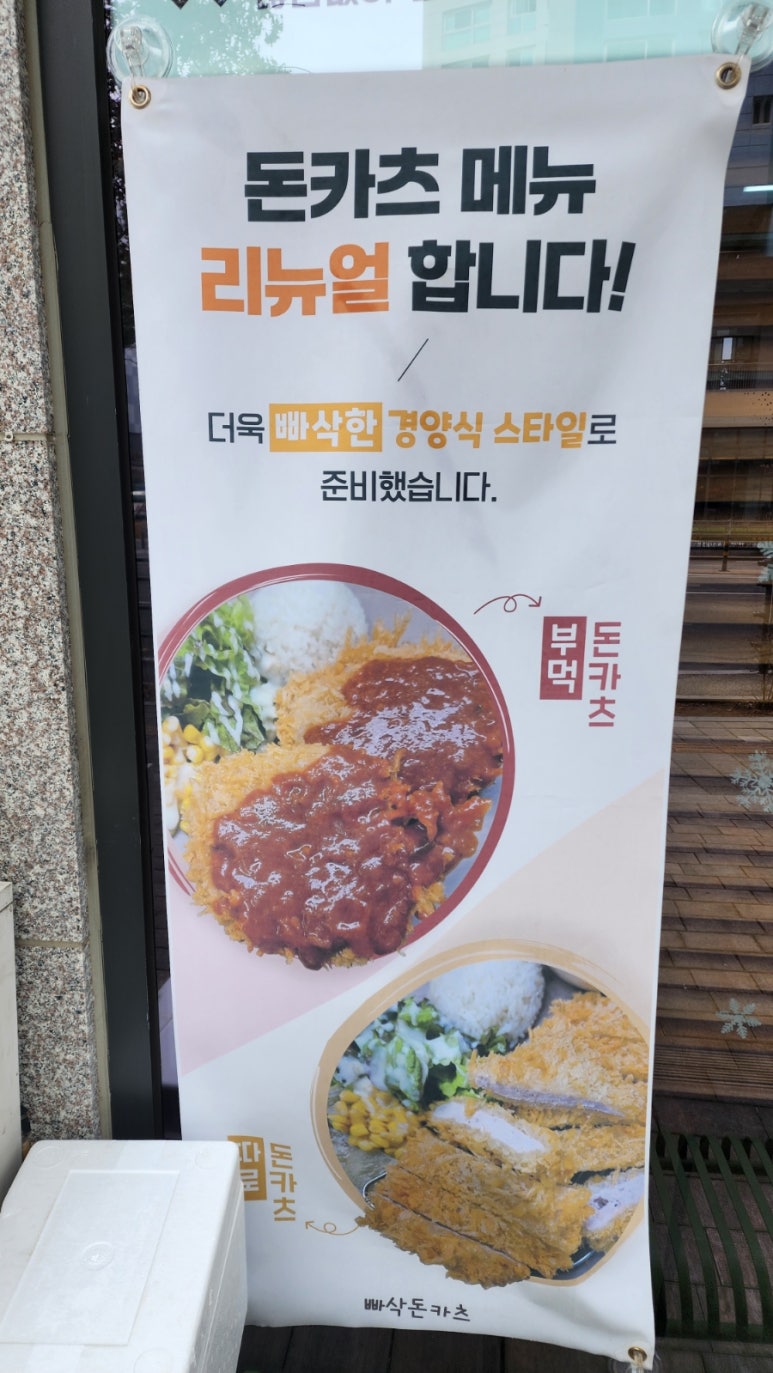 돈카츠 메뉴
리뉴얼 합니다!
더욱 빠삭한 경양식 스타일로
준비했습니다.
부먹 돈카츠
따로 돈카츠
빠삭돈카츠